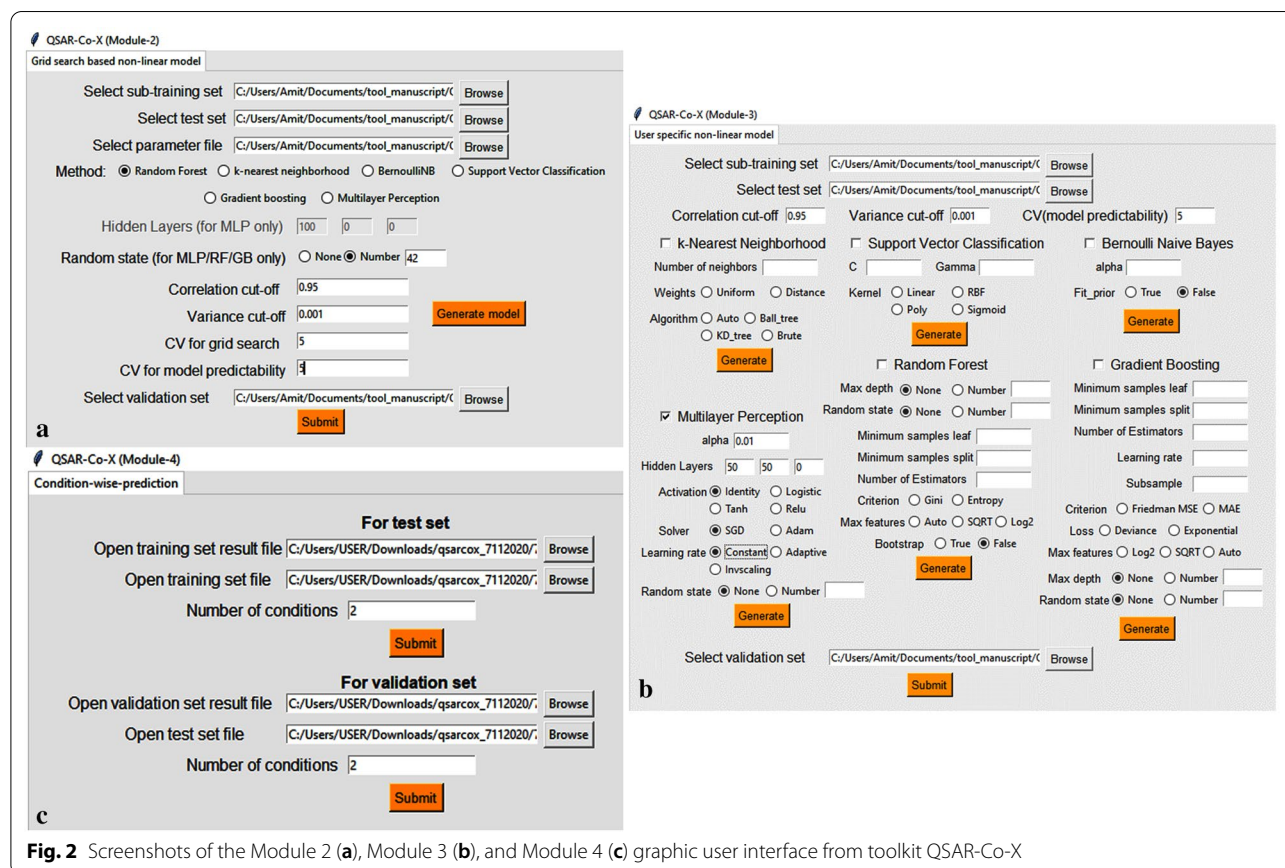 QSAR-Co-X (Module-2)
Grid search based non-linear model
Select sub-training set C:/Users/Amit/Documents/tool_manuscript/C Browse
Select test set C:/Users/Amit/Documents/tool_manuscript/C Browse
Select parameter file C:/Users/Amit/Documents/tool_manuscript/C Browse
Method: Random Forest k-nearest neighborhood BernoulliNB Support Vector Classification
Gradient boosting Multilayer Perception
Hidden Layers (for MLP only) 100 0 0
Random state (for MLP/RF/GB only) None Number 42
Correlation cut-off 0.95
Variance cut-off 0.001 Generate model
CV for grid search 5
CV for model predictability 5
Select validation set C:/Users/Amit/Documents/tool_manuscript/C Browse
Submit
a
QSAR-Co-X (Module-4)
Condition-wise-prediction
For test set
Open training set result file C:/Users/USER/Downloads/qsarcox_7112020/7 Browse
Open training set file C:/Users/USER/Downloads/qsarcox_7112020/7 Browse
Number of conditions 2
Submit
For validation set
Open validation set result file C:/Users/USER/Downloads/qsarcox_7112020/7 Browse
Open test set file C:/Users/USER/Downloads/qsarcox_7112020/7 Browse
Number of conditions 2
Submit
c
QSAR-Co-X (Module-3)
User specific non-linear model
Select sub-training set C:/Users/Amit/Documents/tool_manuscript/C Browse
Select test set C:/Users/Amit/Documents/tool_manuscript/C Browse
Correlation cut-off 0.95 Variance cut-off 0.001 CV(model predictability) 5
k-Nearest Neighborhood Support Vector Classification Bernoulli Naive Bayes
Number of neighbors C Gamma alpha
Weights Uniform Distance Kernel Linear RBF Fit_prior True False
Poly Sigmoid
Algorithm Auto Ball_tree Generate
KD_tree Brute Generate
Generate
Random Forest Gradient Boosting
Max depth None Number Minimum samples leaf
Random state None Number Minimum samples split
Multilayer Perception
alpha 0.01 Minimum samples leaf Number of Estimators
Hidden Layers 50 50 0 Minimum samples split Learning rate
Number of Estimators Subsample
Activation Identity Logistic Criterion Gini Entropy
Tanh Relu Criterion Friedman MSE MAE
Solver SGD Adam Max features Auto SQRT Log2 Loss Deviance Exponential
Learning rate Constant Adaptive Bootstrap True False Max features Log2 SQRT Auto
Invscaling Generate Max depth None Number
Random state None Number Random state None Number
Generate Generate
Select validation set C:/Users/Amit/Documents/tool_manuscript/C Browse
Submit
b
Fig. 2 Screenshots of the Module 2 (a), Module 3 (b), and Module 4 (c) graphic user interface from toolkit QSAR-Co-X